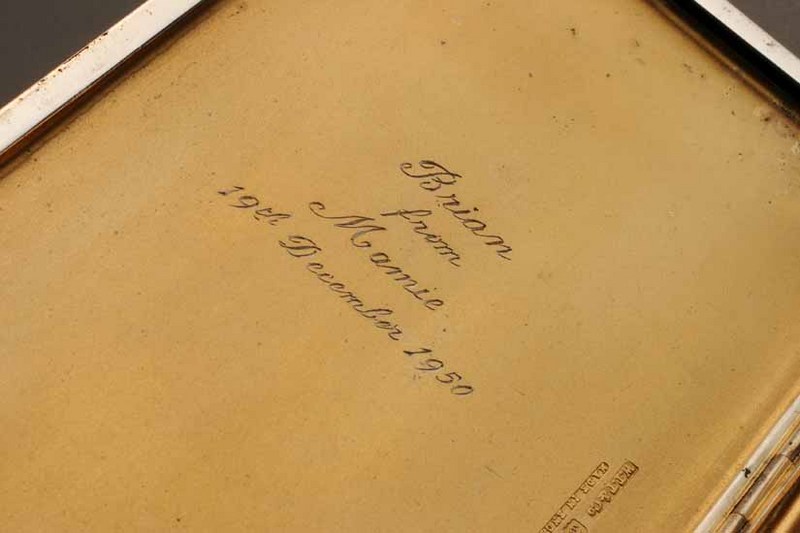 Brian
from
Mamie
19th December 1950